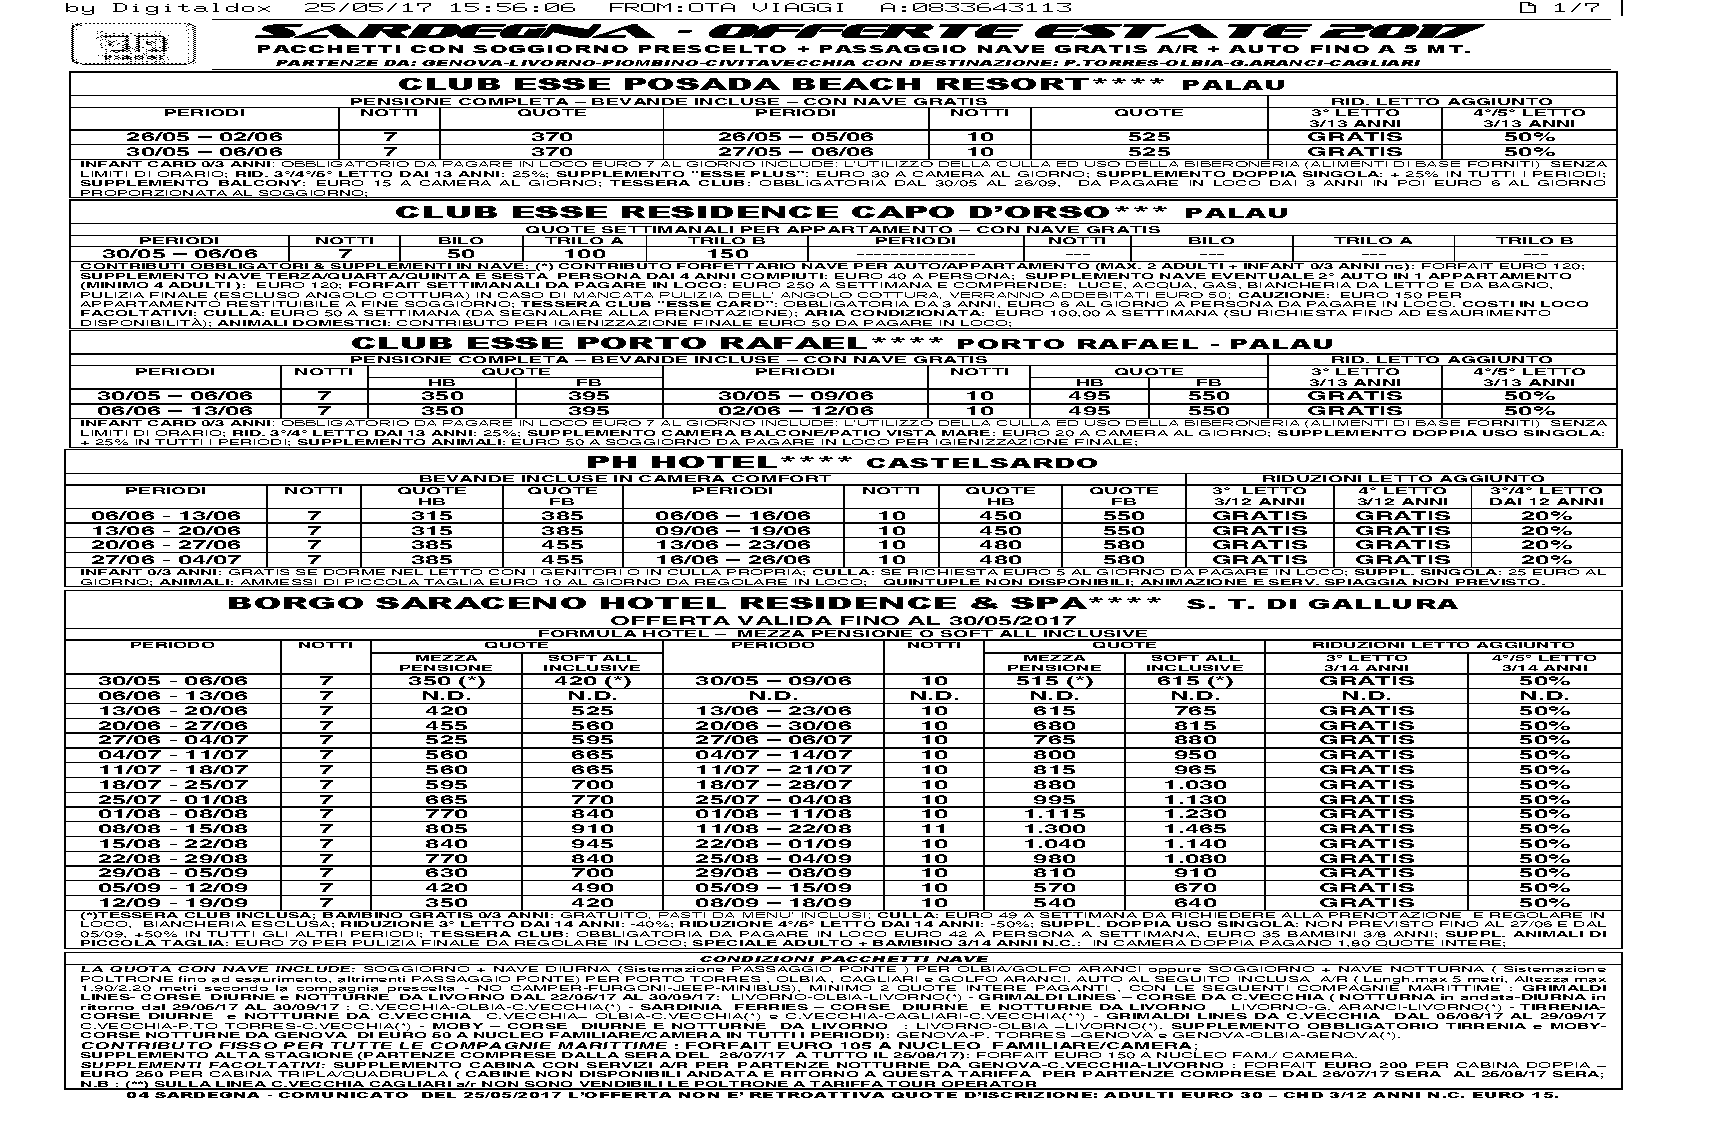 by Digitaldox 25/05/17 15:56:06 FROM:OTA VIAGGI A:0833643113 1/7
SARDEGNA - OFFERTE ESTATE 2017
PACCHETTI CON SOGGIORNO PRESCELTO + PASSAGGIO NAVE GRATIS A/R + AUTO FINO A 5 MT.
PARTENZE DA: GENOVA-LIVORNO-PIOMBINO-CIVITAVECCHIA CON DESTINAZIONE: P.TORRES-OLBIA-G.ARANCI-CAGLIARI
CLUB ESSE POSADA BEACH RESORT**** PALAU
PENSIONE COMPLETA – BEVANDE INCLUSE – CON NAVE GRATIS RID. LETTO AGGIUNTO
PERIODI NOTTI QUOTE PERIODI NOTTI QUOTE 3° LETTO 4°/5° LETTO
3/13 ANNI 3/13 ANNI
26/05 – 02/06 7 370 26/05 – 05/06 10 525 GRATIS 50%
30/05 – 06/06 7 370 27/05 – 06/06 10 525 GRATIS 50%
INFANT CARD 0/3 ANNI: OBBLIGATORIO DA PAGARE IN LOCO EURO 7 AL GIORNO INCLUDE: L'UTILIZZO DELLA CULLA ED USO DELLA BIBERONERIA (ALIMENTI DI BASE FORNITI) SENZA
LIMITI DI ORARIO; RID. 3°/4°/5° LETTO DAI 13 ANNI: 25%; SUPPLEMENTO "ESSE PLUS": EURO 30 A CAMERA AL GIORNO; SUPPLEMENTO DOPPIA SINGOLA: + 25% IN TUTTI I PERIODI;
SUPPLEMENTO BALCONY: EURO 15 A CAMERA AL GIORNO; TESSERA CLUB: OBBLIGATORIA DAL 30/05 AL 26/09, DA PAGARE IN LOCO DAI 3 ANNI IN POI EURO 6 AL GIORNO
PROPORZIONATA AL SOGGIORNO;
CLUB ESSE RESIDENCE CAPO D'ORSO*** PALAU
QUOTE SETTIMANALI PER APPARTAMENTO – CON NAVE GRATIS
PERIODI NOTTI BILO TRILO A TRILO B PERIODI NOTTI BILO TRILO A TRILO B
30/05 – 06/06 7 50 100 150 -------------- --- --- --- ---
CONTRIBUTI OBBLIGATORI & SUPPLEMENTI IN NAVE: (*) CONTRIBUTO FORFETTARIO NAVE PER AUTO/APPARTAMENTO (MAX. 2 ADULTI + INFANT 0/3 ANNI nc): FORFAIT EURO 120;
SUPPLEMENTO NAVE TERZA/QUARTA/QUINTA E SESTA PERSONA DAI 4 ANNI COMPIUTI: EURO 40 A PERSONA; SUPPLEMENTO NAVE EVENTUALE 2° AUTO IN 1 APPARTAMENTO
(MINIMO 4 ADULTI ): EURO 120; FORFAIT SETTIMANALI DA PAGARE IN LOCO: EURO 250 A SETTIMANA E COMPRENDE: LUCE, ACQUA, GAS, BIANCHERIA DA LETTO E DA BAGNO,
PULIZIA FINALE (ESCLUSO ANGOLO COTTURA) IN CASO DI MANCATA PULIZIA DELL' ANGOLO COTTURA, VERRANNO ADDEBITATI EURO 50; CAUZIONE: EURO 150 PER
APPARTAMENTO RESTITUIBILE A FINE SOGGIORNO; TESSERA CLUB "ESSE CARD": OBBLIGATORIA DA 3 ANNI, EURO 6 AL GIORNO A PERSONA DA PAGARE IN LOCO. COSTI IN LOCO
FACOLTATIVI: CULLA: EURO 50 A SETTIMANA (DA SEGNALARE ALLA PRENOTAZIONE); ARIA CONDIZIONATA: EURO 100,00 A SETTIMANA (SU RICHIESTA FINO AD ESAURIMENTO
DISPONIBILITÀ); ANIMALI DOMESTICI: CONTRIBUTO PER IGIENIZZAZIONE FINALE EURO 50 DA PAGARE IN LOCO;
CLUB ESSE PORTO RAFAEL**** PORTO RAFAEL - PALAU
PENSIONE COMPLETA – BEVANDE INCLUSE – CON NAVE GRATIS RID. LETTO AGGIUNTO
PERIODI NOTTI QUOTE PERIODI NOTTI QUOTE 3° LETTO 4°/5° LETTO
HB FB HB FB 3/13 ANNI 3/13 ANNI
30/05 – 06/06 7 350 395 30/05 – 09/06 10 495 550 GRATIS 50%
06/06 – 13/06 7 350 395 02/06 – 12/06 10 495 550 GRATIS 50%
INFANT CARD 0/3 ANNI: OBBLIGATORIO DA PAGARE IN LOCO EURO 7 AL GIORNO INCLUDE: L'UTILIZZO DELLA CULLA ED USO DELLA BIBERONERIA (ALIMENTI DI BASE FORNITI) SENZA
LIMITI DI ORARIO; RID. 3°/4° LETTO DAI 13 ANNI: 25%; SUPPLEMENTO CAMERA BALCONE/PATIO VISTA MARE: EURO 20 A CAMERA AL GIORNO; SUPPLEMENTO DOPPIA USO SINGOLA:
+ 25% IN TUTTI I PERIODI; SUPPLEMENTO ANIMALI: EURO 50 A SOGGIORNO DA PAGARE IN LOCO PER IGIENIZZAZIONE FINALE;
PH HOTEL**** CASTELSARDO
BEVANDE INCLUSE IN CAMERA COMFORT RIDUZIONI LETTO AGGIUNTO
PERIODI NOTTI QUOTE QUOTE PERIODI NOTTI QUOTE QUOTE 3° LETTO 4° LETTO 3°/4° LETTO
HB FB HB FB 3/12 ANNI 3/12 ANNI DAI 12 ANNI
06/06 - 13/06 7 315 385 06/06 – 16/06 10 450 550 GRATIS GRATIS 20%
13/06 - 20/06 7 315 385 09/06 – 19/06 10 450 550 GRATIS GRATIS 20%
20/06 - 27/06 7 385 455 13/06 – 23/06 10 480 580 GRATIS GRATIS 20%
27/06 - 04/07 7 385 455 16/06 – 26/06 10 480 580 GRATIS GRATIS 20%
INFANT 0/3 ANNI: GRATIS SE DORME NEL LETTO CON I GENITORI O IN CULLA PROPRIA; CULLA: SE RICHIESTA EURO 5 AL GIORNO DA PAGARE IN LOCO; SUPPL. SINGOLA: 25 EURO AL
GIORNO; ANIMALI: AMMESSI DI PICCOLA TAGLIA EURO 10 AL GIORNO DA REGOLARE IN LOCO; QUINTUPLE NON DISPONIBILI; ANIMAZIONE E SERV. SPIAGGIA NON PREVISTO.
BORGO SARACENO HOTEL RESIDENCE & SPA**** S. T. DI GALLURA
OFFERTA VALIDA FINO AL 30/05/2017
FORMULA HOTEL – MEZZA PENSIONE O SOFT ALL INCLUSIVE
PERIODO NOTTI QUOTE PERIODO NOTTI QUOTE RIDUZIONI LETTO AGGIUNTO
MEZZA SOFT ALL MEZZA SOFT ALL 3° LETTO 4°/5° LETTO
PENSIONE INCLUSIVE PENSIONE INCLUSIVE 3/14 ANNI 3/14 ANNI
30/05 - 06/06 7 350 (*) 420 (*) 30/05 – 09/06 10 515 (*) 615 (*) GRATIS 50%
06/06 - 13/06 7 N.D. N.D. N.D. N.D. N.D. N.D. N.D. N.D.
13/06 - 20/06 7 420 525 13/06 – 23/06 10 615 765 GRATIS 50%
20/06 - 27/06 7 455 560 20/06 – 30/06 10 680 815 GRATIS 50%
27/06 - 04/07 7 525 595 27/06 – 06/07 10 765 880 GRATIS 50%
04/07 - 11/07 7 560 665 04/07 – 14/07 10 800 950 GRATIS 50%
11/07 - 18/07 7 560 665 11/07 – 21/07 10 815 965 GRATIS 50%
18/07 - 25/07 7 595 700 18/07 – 28/07 10 880 1.030 GRATIS 50%
25/07 - 01/08 7 665 770 25/07 – 04/08 10 995 1.130 GRATIS 50%
01/08 - 08/08 7 770 840 01/08 – 11/08 10 1.115 1.230 GRATIS 50%
08/08 - 15/08 7 805 910 11/08 – 22/08 11 1.300 1.465 GRATIS 50%
15/08 - 22/08 7 840 945 22/08 – 01/09 10 1.040 1.140 GRATIS 50%
22/08 - 29/08 7 770 840 25/08 – 04/09 10 980 1.080 GRATIS 50%
29/08 - 05/09 7 630 700 29/08 – 08/09 10 810 910 GRATIS 50%
05/09 - 12/09 7 420 490 05/09 – 15/09 10 570 670 GRATIS 50%
12/09 - 19/09 7 350 420 08/09 – 18/09 10 540 640 GRATIS 50%
(*)TESSERA CLUB INCLUSA; BAMBINO GRATIS 0/3 ANNI: GRATUITO, PASTI DA MENU' INCLUSI; CULLA: EURO 49 A SETTIMANA DA RICHIEDERE ALLA PRENOTAZIONE E REGOLARE IN
LOCO, BIANCHERIA ESCLUSA; RIDUZIONE 3° LETTO DAI 14 ANNI: -40%; RIDUZIONE 4°/5° LETTO DAI 14 ANNI: -50%; SUPPL. DOPPIA USO SINGOLA: NON PREVISTO FINO AL 27/06 E DAL
05/09, +50% IN TUTTI GLI ALTRI PERIODI; TESSERA CLUB: OBBLIGATORIA DA PAGARE IN LOCO EURO 42 A PERSONA A SETTIMANA, EURO 35 BAMBINI 3/8 ANNI; SUPPL. ANIMALI DI
PICCOLA TAGLIA: EURO 70 PER PULIZIA FINALE DA REGOLARE IN LOCO; SPECIALE ADULTO + BAMBINO 3/14 ANNI N.C.: IN CAMERA DOPPIA PAGANO 1,80 QUOTE INTERE;
CONDIZIONI PACCHETTI NAVE
LA QUOTA CON NAVE INCLUDE: SOGGIORNO + NAVE DIURNA (Sistemazione PASSAGGIO PONTE ) PER OLBIA/GOLFO ARANCI oppure SOGGIORNO + NAVE NOTTURNA ( Sistemazione
POLTRONE fino ad esaurimento, altrimenti PASSAGGIO PONTE) PER PORTO TORRES , OLBIA , CAGLIARI e GOLFO ARANCI. AUTO AL SEGUITO INCLUSA A/R ( Lungh.max 5 metri, Altezza max
1.90/2.20 metri secondo la compagnia prescelta - NO CAMPER-FURGONI-JEEP-MINIBUS), MINIMO 2 QUOTE INTERE PAGANTI , CON LE SEGUENTI COMPAGNIE MARITTIME : GRIMALDI
LINES- CORSE DIURNE e NOTTURNE DA LIVORNO DAL 22/05/17 AL 30/09/17: LIVORNO-OLBIA-LIVORNO(*) - GRIMALDI LINES – CORSE DA C.VECCHIA ( NOTTURNA in andata-DIURNA in
ritorno dal 29/05/17 AL 30/09/17 : C.VECCHIA-OLBIA-C.VECCHIA(*) - SARDINIA FERRIES – CORSE DIURNE E NOTTURNE DA LIVORNO : LIVORNO-G. ARANCI-LIVORNO(*) - TIRRENIA-
CORSE DIURNE e NOTTURNE DA C.VECCHIA : C.VECCHIA– OLBIA-C.VECCHIA(*) e C.VECCHIA-CAGLIARI-C.VECCHIA(**) – GRIMALDI LINES DA C.VECCHIA DAL 05/06/17 AL 29/09/17
C.VECCHIA-P.TO TORRES-C.VECCHIA(*) - MOBY – CORSE DIURNE E NOTTURNE DA LIVORNO : LIVORNO-OLBIA –LIVORNO(*). SUPPLEMENTO OBBLIGATORIO TIRRENIA e MOBY-
CORSE NOTTURNE DA GENOVA DI EURO 50 A NUCLEO FAMILIARE/CAMERA IN TUTTI I PERIODI): GENOVA-P. TORRES –GENOVA e GENOVA-OLBIA-GENOVA(*).
CONTRIBUTO FISSO PER TUTTE LE COMPAGNIE MARITTIME : FORFAIT EURO 105 A NUCLEO FAMILIARE/CAMERA;
SUPPLEMENTO ALTA STAGIONE (PARTENZE COMPRESE DALLA SERA DEL 26/07/17 A TUTTO IL 25/08/17): FORFAIT EURO 150 A NUCLEO FAM./ CAMERA.
SUPPLEMENTI FACOLTATIVI: SUPPLEMENTO CABINA CON SERVIZI A/R PER PARTENZE NOTTURNE DA GENOVA-C.VECCHIA-LIVORNO : FORFAIT EURO 200 PER CABINA DOPPIA –
EURO 250 PER CABINA TRIPLA/QUADRUPLA ( CABINE NON DISPONIBILI ANDATA E RITORNO A QUESTA TARIFFA PER PARTENZE COMPRESE DAL 26/07/17 SERA AL 25/08/17 SERA;
N.B : (**) SULLA LINEA C.VECCHIA CAGLIARI a/r NON SONO VENDIBILI LE POLTRONE A TARIFFA TOUR OPERATOR
04 SARDEGNA - COMUNICATO DEL 25/05/2017 L'OFFERTA NON E' RETROATTIVA QUOTE D'ISCRIZIONE: ADULTI EURO 30 – CHD 3/12 ANNI N.C. EURO 15.